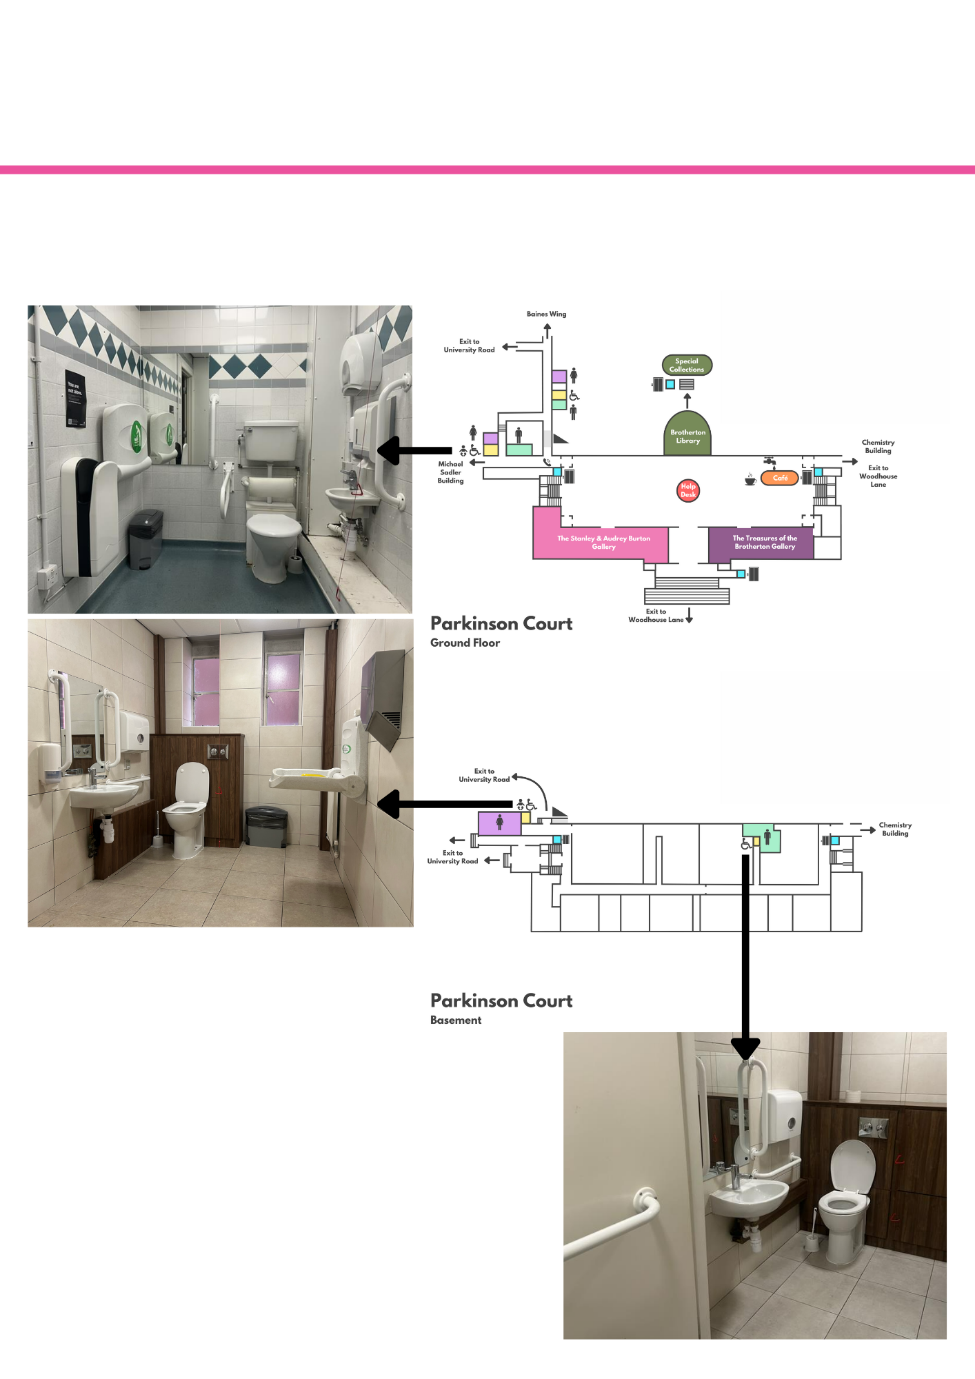 Baines Wing
Exit to
University Road
Special
Collections
Brotherton
Library
Chemistry
Building
Exit to
Woodhouse
Lane
Michael
Sadler
Building
Help
Desk
Café
The Stanley & Audrey Burton
Gallery
The Treasures of the
Brotherton Gallery
Exit to
Woodhouse Lane
Parkinson Court
Ground Floor
Exit to
University Road
Chemistry
Building
Exit to
University Road
Parkinson Court
Basement